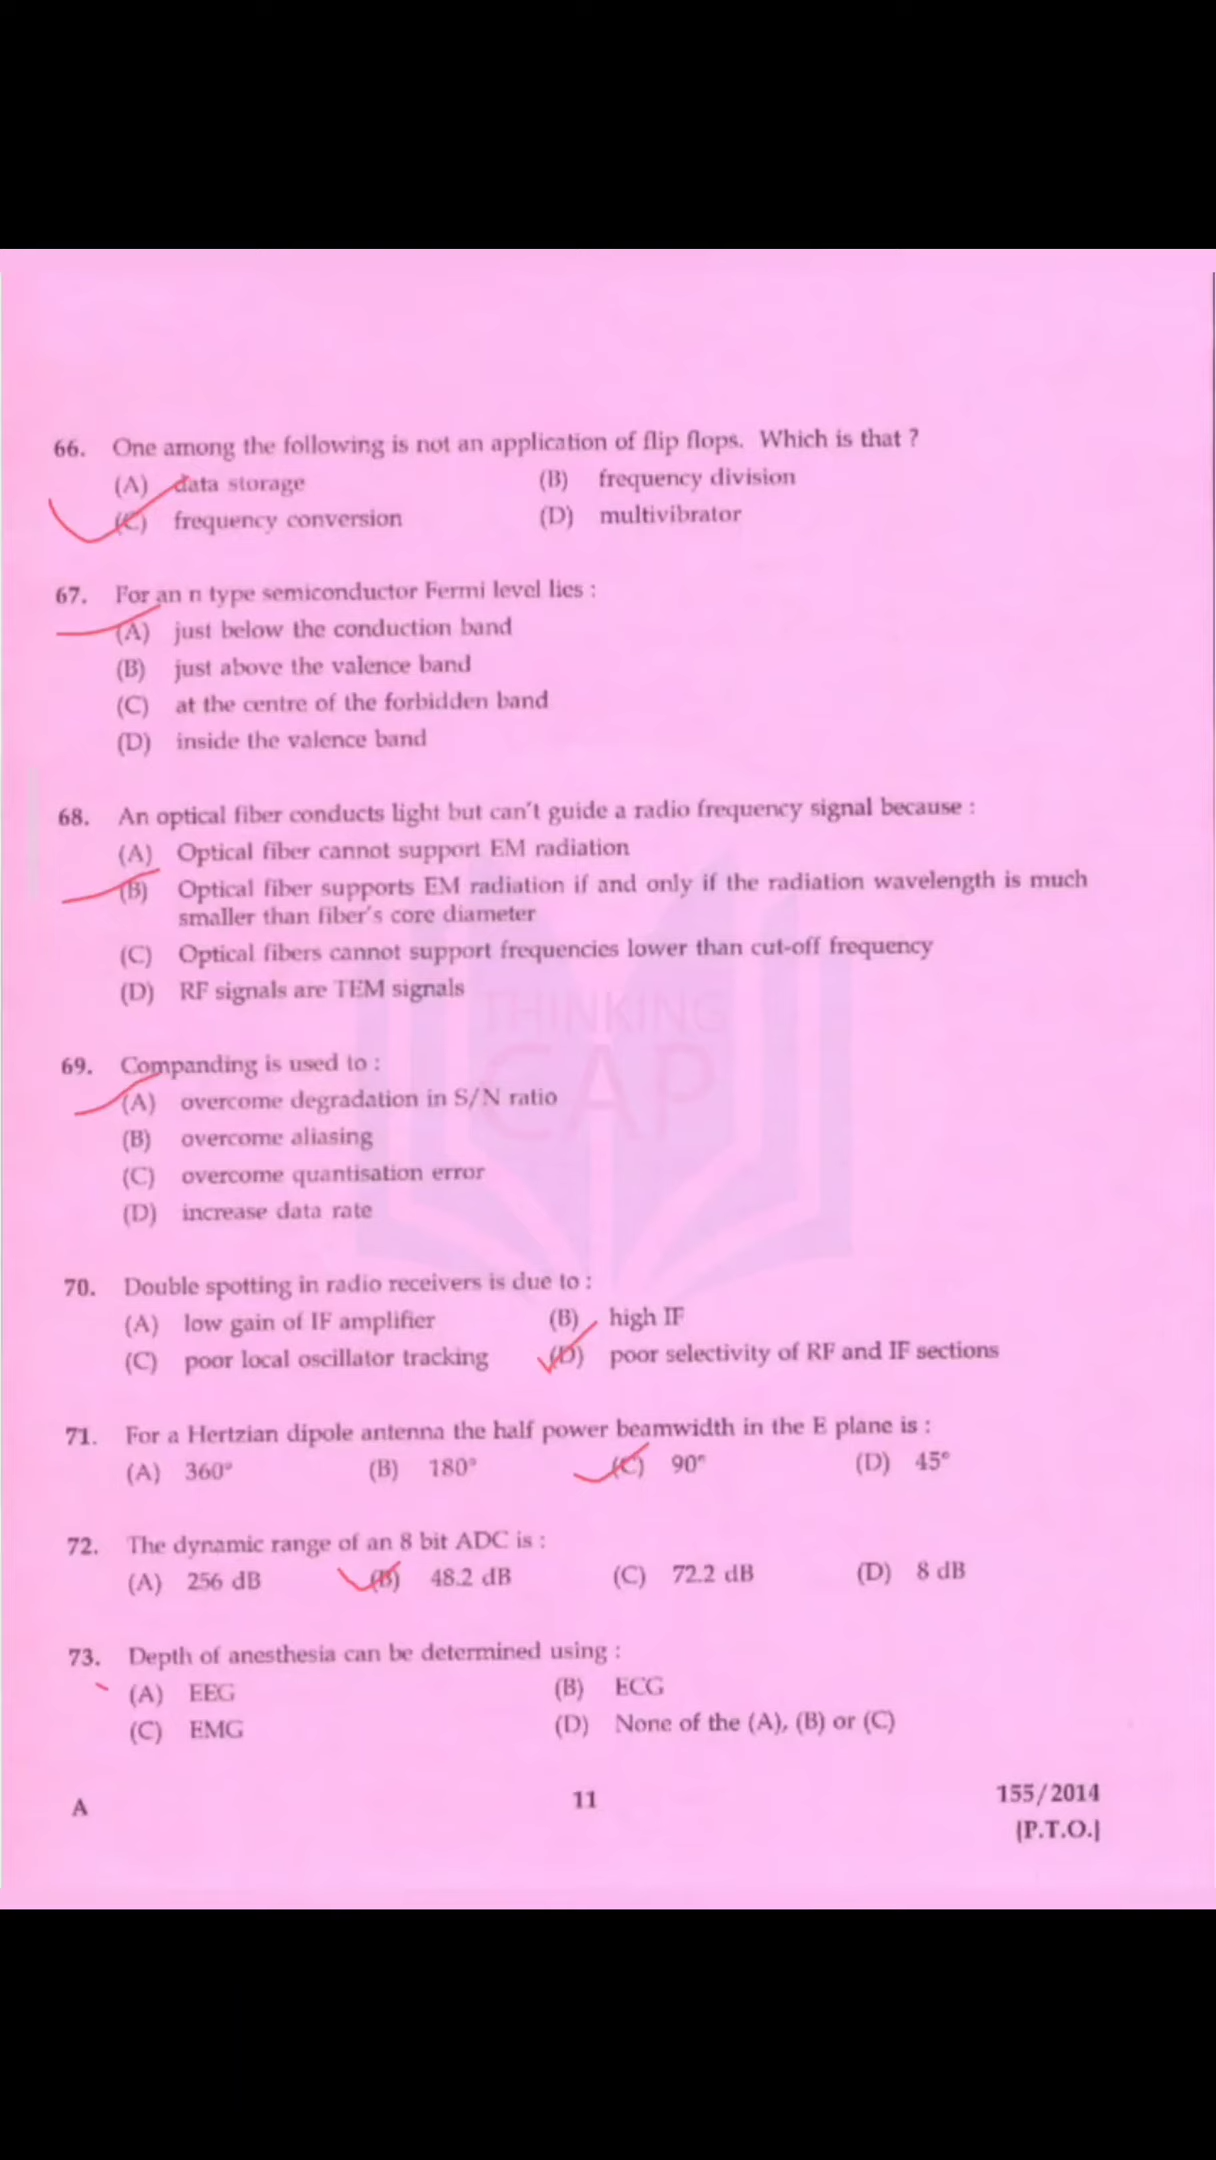 66. One among the following is not an application of flip flops. Which is that ?
(A) data storage (B) frequency division
(C) frequency conversion (D) multivibrator
67. For an n type semiconductor Fermi level lies :
(A) just below the conduction band
(B) just above the valence band
(C) at the centre of the forbidden band
(D) inside the valence band
68. An optical fiber conducts light but can't guide a radio frequency signal because :
(A) Optical fiber cannot support EM radiation
(B) Optical fiber supports EM radiation if and only if the radiation wavelength is much
smaller than fiber's core diameter
(C) Optical fibers cannot support frequencies lower than cut-off frequency
(D) RF signals are TEM signals
THINKING
CAP
69. Companding is used to :
(A) overcome degradation in S/N ratio
(B) overcome aliasing
(C) overcome quantisation error
(D) increase data rate
70. Double spotting in radio receivers is due to :
(A) low gain of IF amplifier (B) high IF
(C) poor local oscillator tracking (D) poor selectivity of RF and IF sections
71. For a Hertzian dipole antenna the half power beamwidth in the E plane is :
(A) 360° (B) 180° (C) 90° (D) 45°
72. The dynamic range of an 8 bit ADC is :
(A) 256 dB (B) 48.2 dB (C) 72.2 dB (D) 8 dB
73. Depth of anesthesia can be determined using :
(A) EEG (B) ECG
(C) EMG (D) None of the (A), (B) or (C)
A 11 155/2014
[P.T.O.]